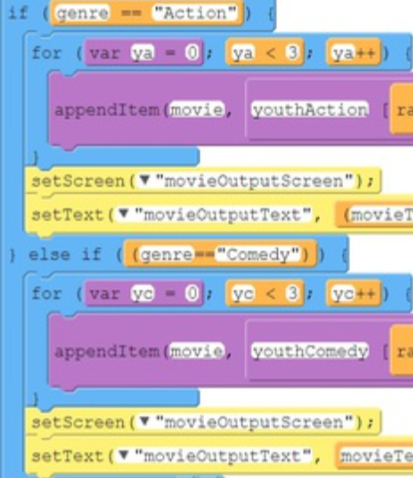 if (genre == "Action") {
for (var ya = 0; ya < 3; ya++) {
appendItem(movie, youthAction [ ra
}
setScreen(▼"movieOutputScreen");
setText(▼"movieOutputText", (movieT
} else if ((genre=="Comedy")) {
for (var yc = 0; yc < 3; yc++) {
appendItem(movie, youthComedy [ ra
}
setScreen(▼"movieOutputScreen");
setText(▼"movieOutputText", movieTe